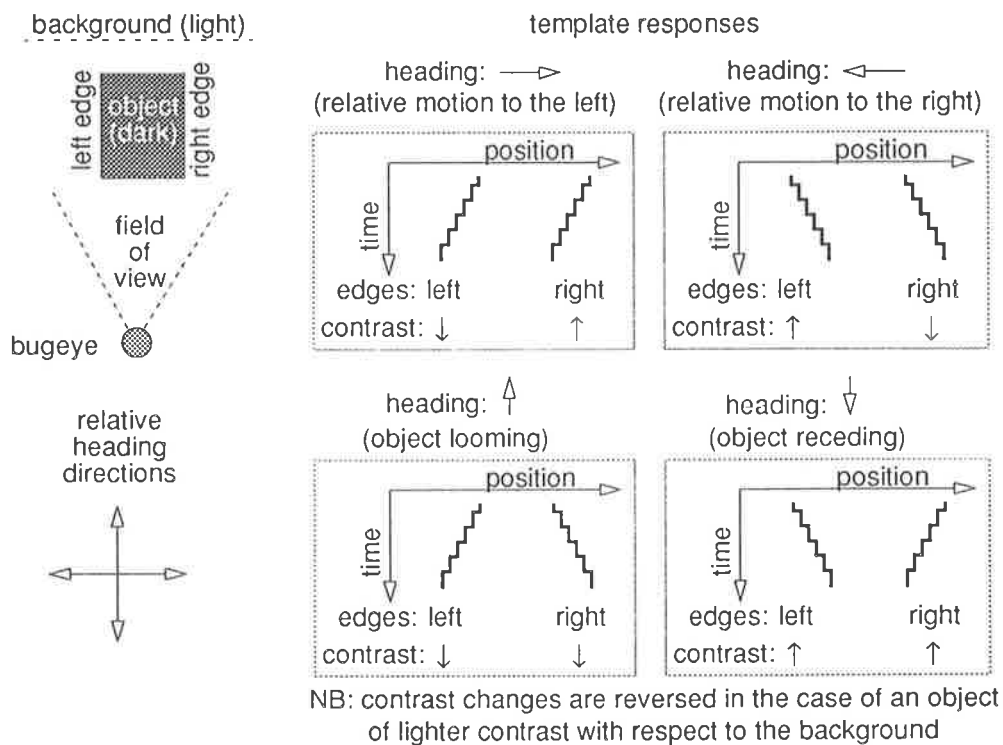 background (light)
left edge
object
(dark)
right edge
field
of
view
bugeye
relative
heading
directions
template responses
heading:
(relative motion to the left)
position
time
edges: left right
contrast: ↓ ↑
heading:
(relative motion to the right)
position
time
edges: left right
contrast: ↑ ↓
heading:
(object looming)
position
time
edges: left right
contrast: ↓ ↓
heading:
(object receding)
position
time
edges: left right
contrast: ↑ ↑
NB: contrast changes are reversed in the case of an object
of lighter contrast with respect to the background